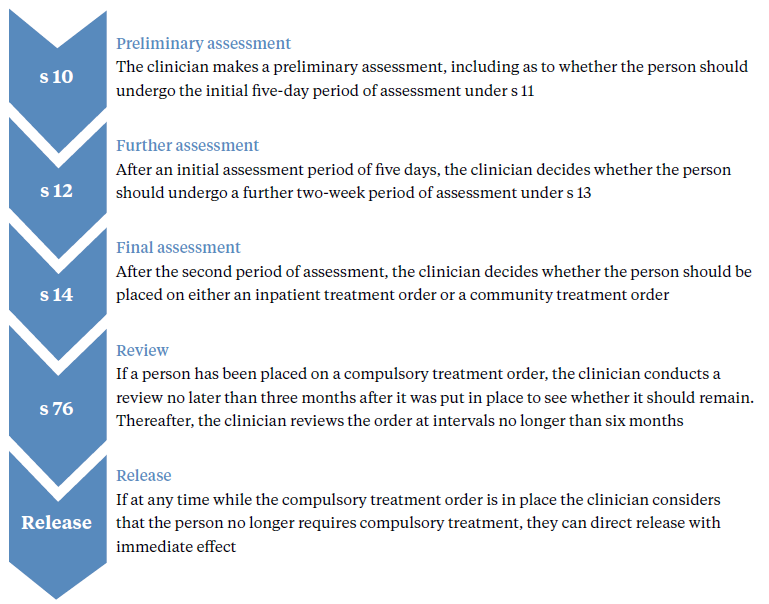 s 10
Preliminary assessment
The clinician makes a preliminary assessment, including as to whether the person should
undergo the initial five-day period of assessment under s 11
s 12
Further assessment
After an initial assessment period of five days, the clinician decides whether the person
should undergo a further two-week period of assessment under s 13
s 14
Final assessment
After the second period of assessment, the clinician decides whether the person should be
placed on either an inpatient treatment order or a community treatment order
s 76
Review
If a person has been placed on a compulsory treatment order, the clinician conducts a
review no later than three months after it was put in place to see whether it should remain.
Thereafter, the clinician reviews the order at intervals no longer than six months
Release
Release
If at any time while the compulsory treatment order is in place the clinician considers
that the person no longer requires compulsory treatment, they can direct release with
immediate effect